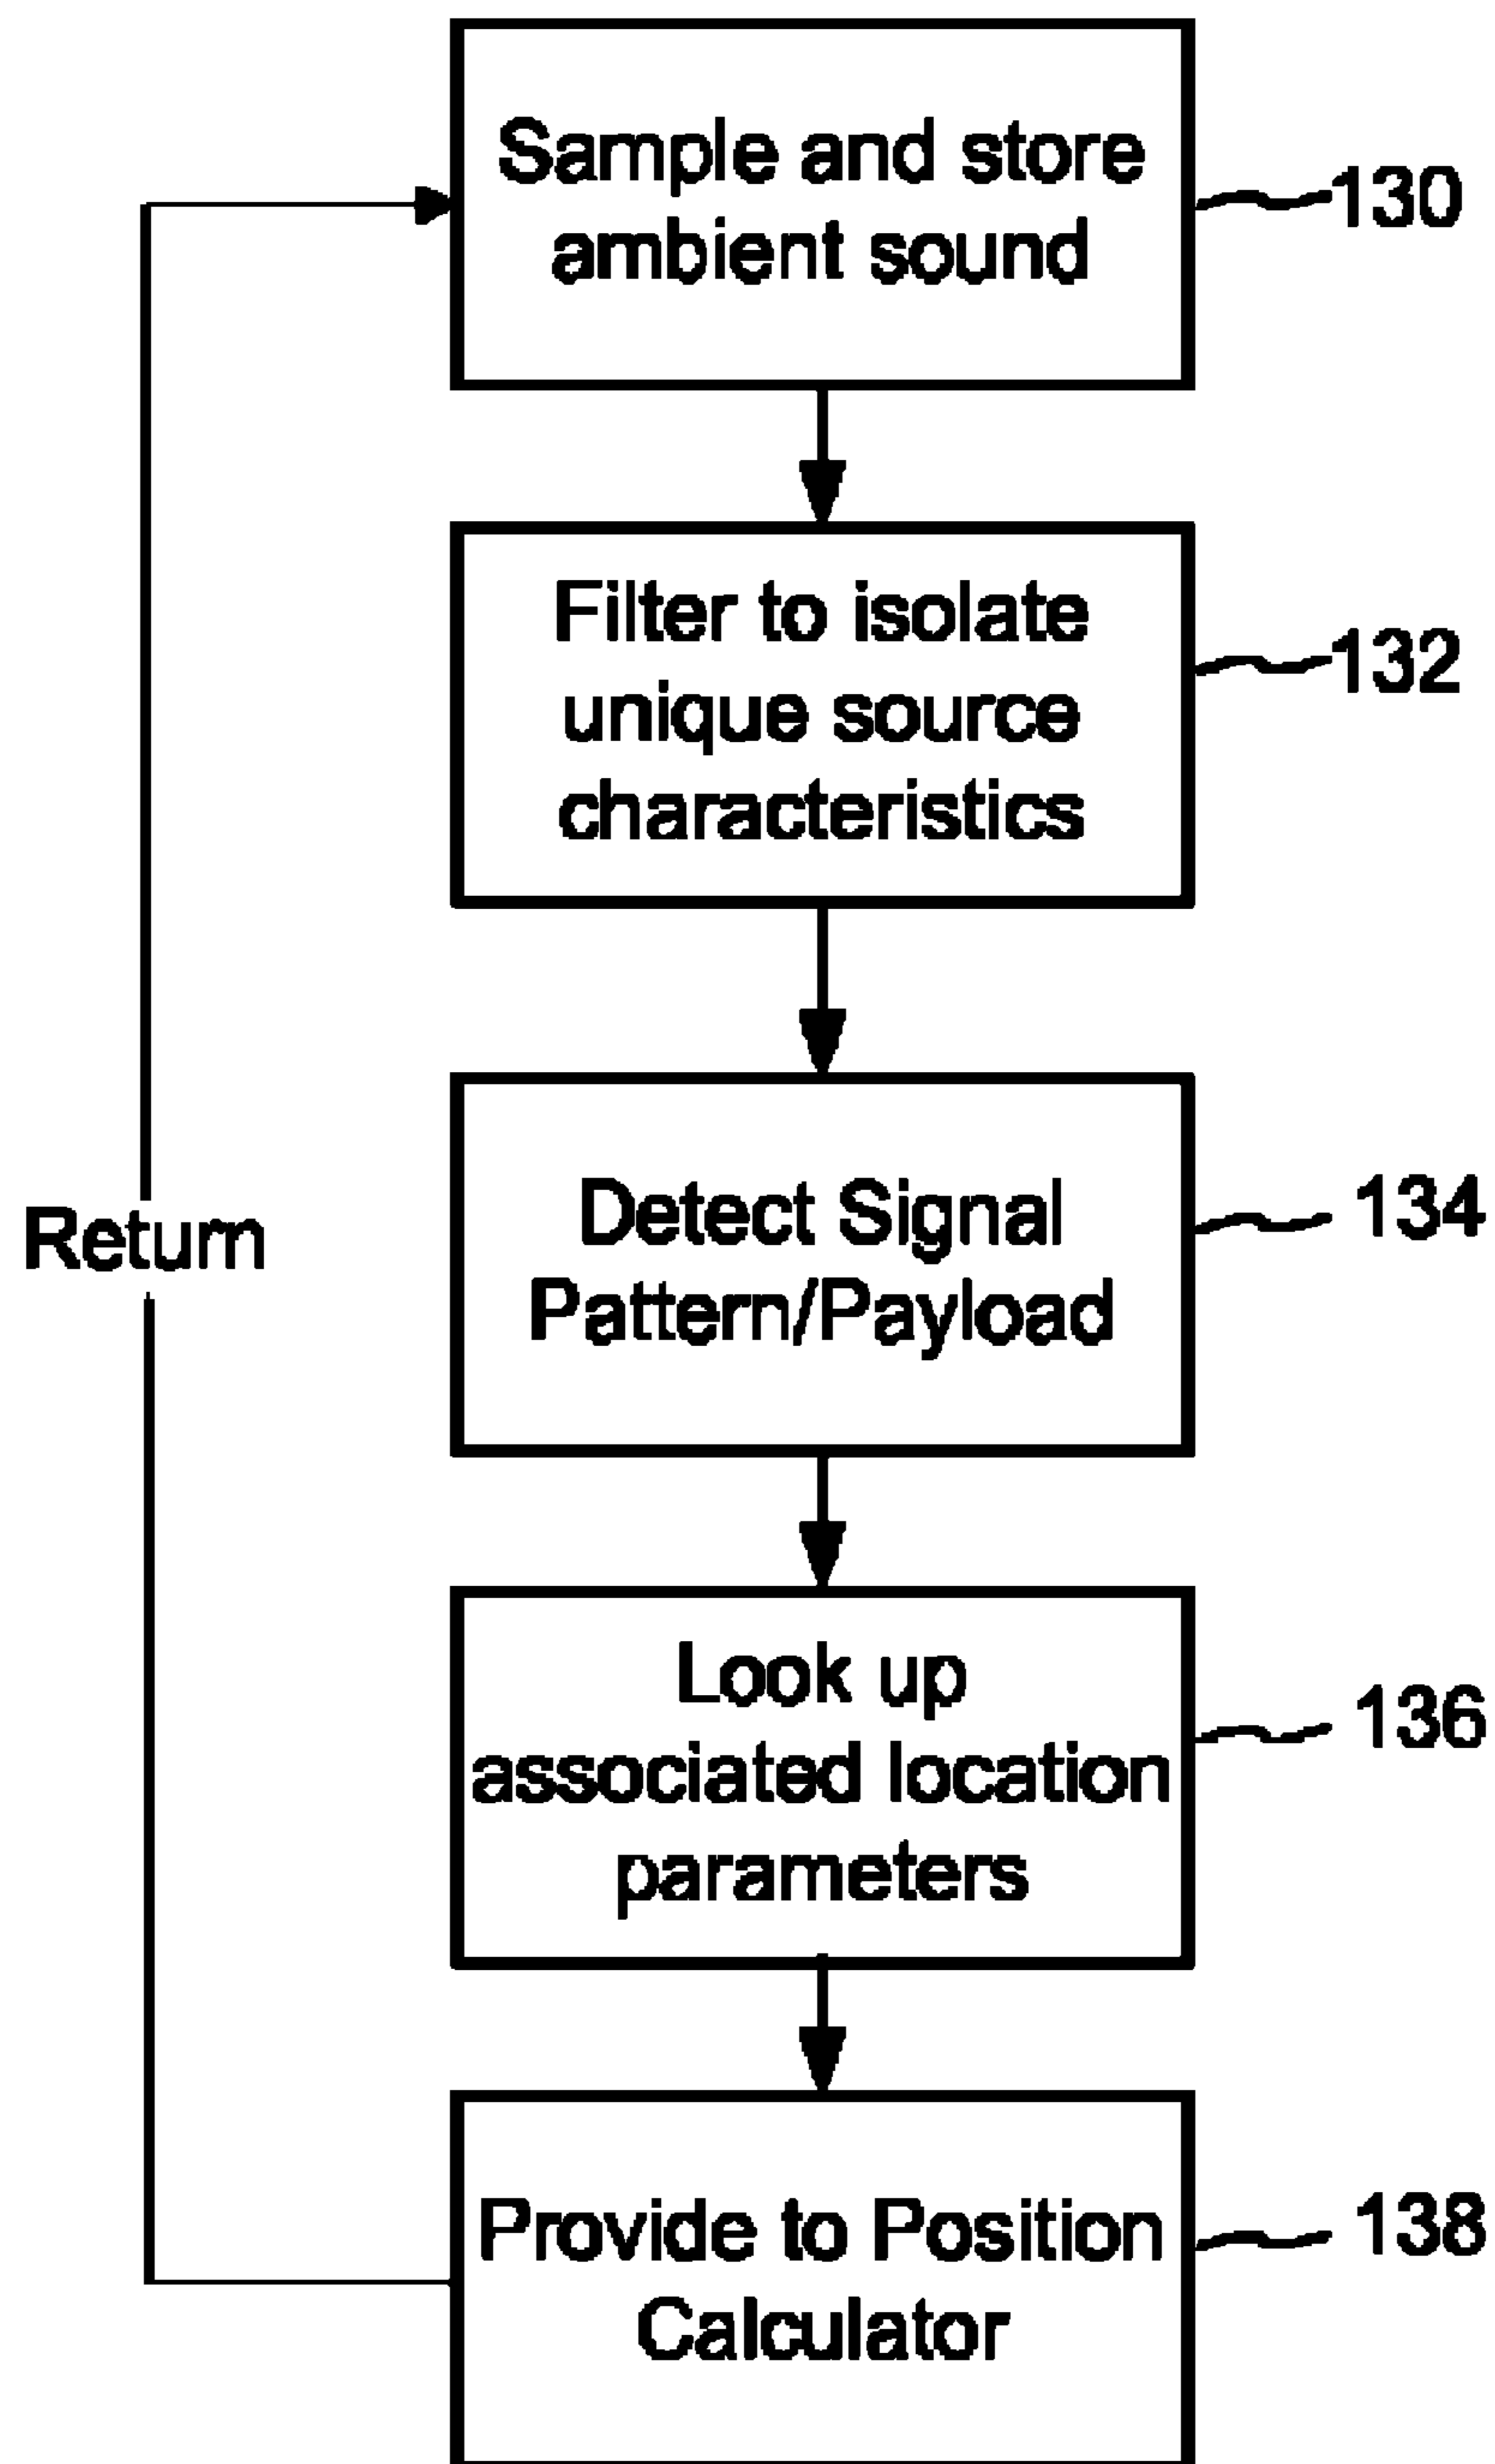 Sample and store
ambient sound
130
Filter to isolate
unique source
characteristics
132
Return
Detect Signal
Pattern/Payload
134
Look up
associated location
parameters
136
Provide to Position
Calculator
138